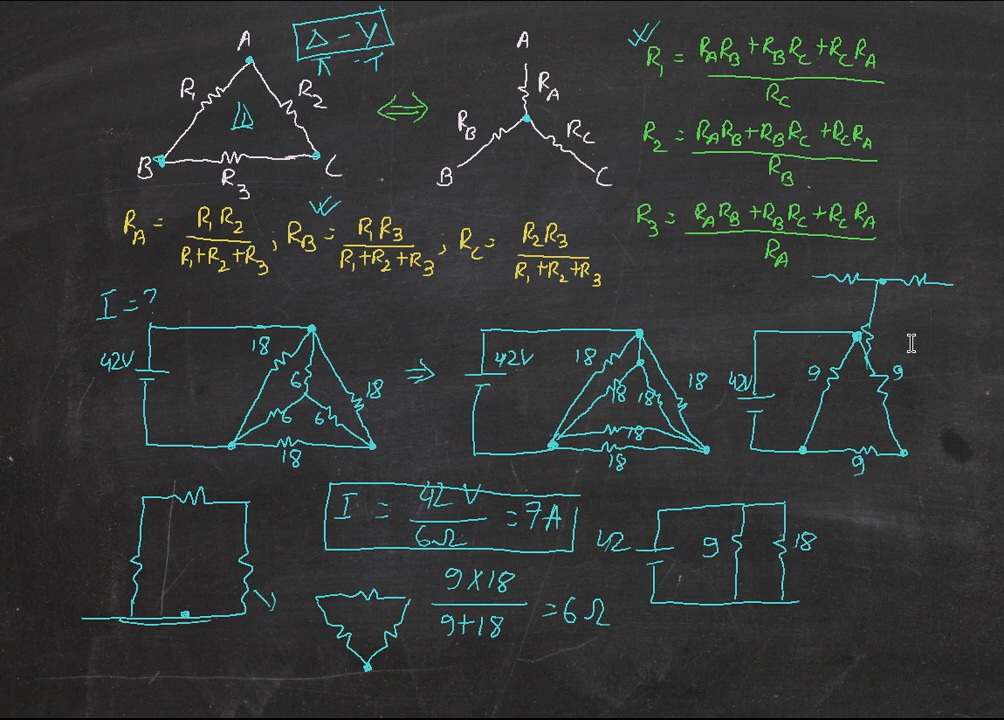 Δ - Y
A
R1
R2
Δ
B
R3
C
A
RA
RB
RC
B
C
R1 = RARB + RBRC + RCRA / RC
R2 = RARB + RBRC + RCRA / RB
R3 = RARB + RBRC + RCRA / RA
RA = R1R2 / R1+R2+R3 ; RB = R1R3 / R1+R2+R3 ; RC = R2R3 / R1+R2+R3
I = ?
42V
18
6
18
6
6
18
⇒
42V
18
18
18
18
18
18
42V
9
9
9
I = 42 V / 6Ω = 7A
9 × 18 / 9+18 = 6Ω
9
18